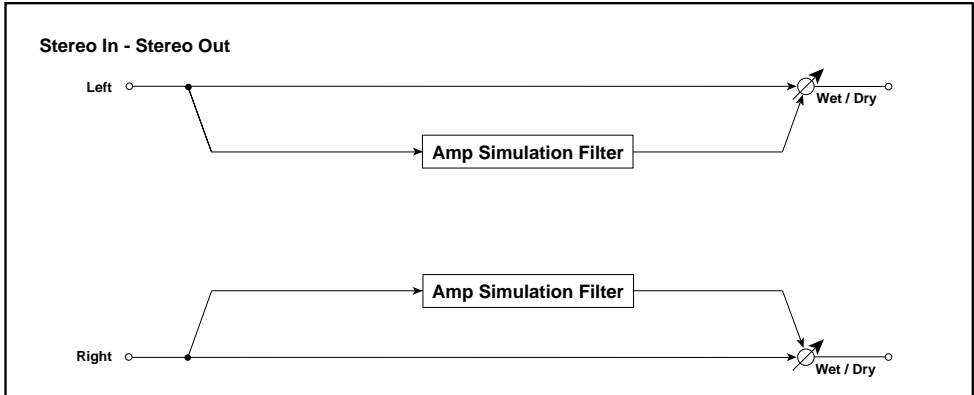 Stereo In - Stereo Out
Left
Wet / Dry
Amp Simulation Filter
Amp Simulation Filter
Right
Wet / Dry